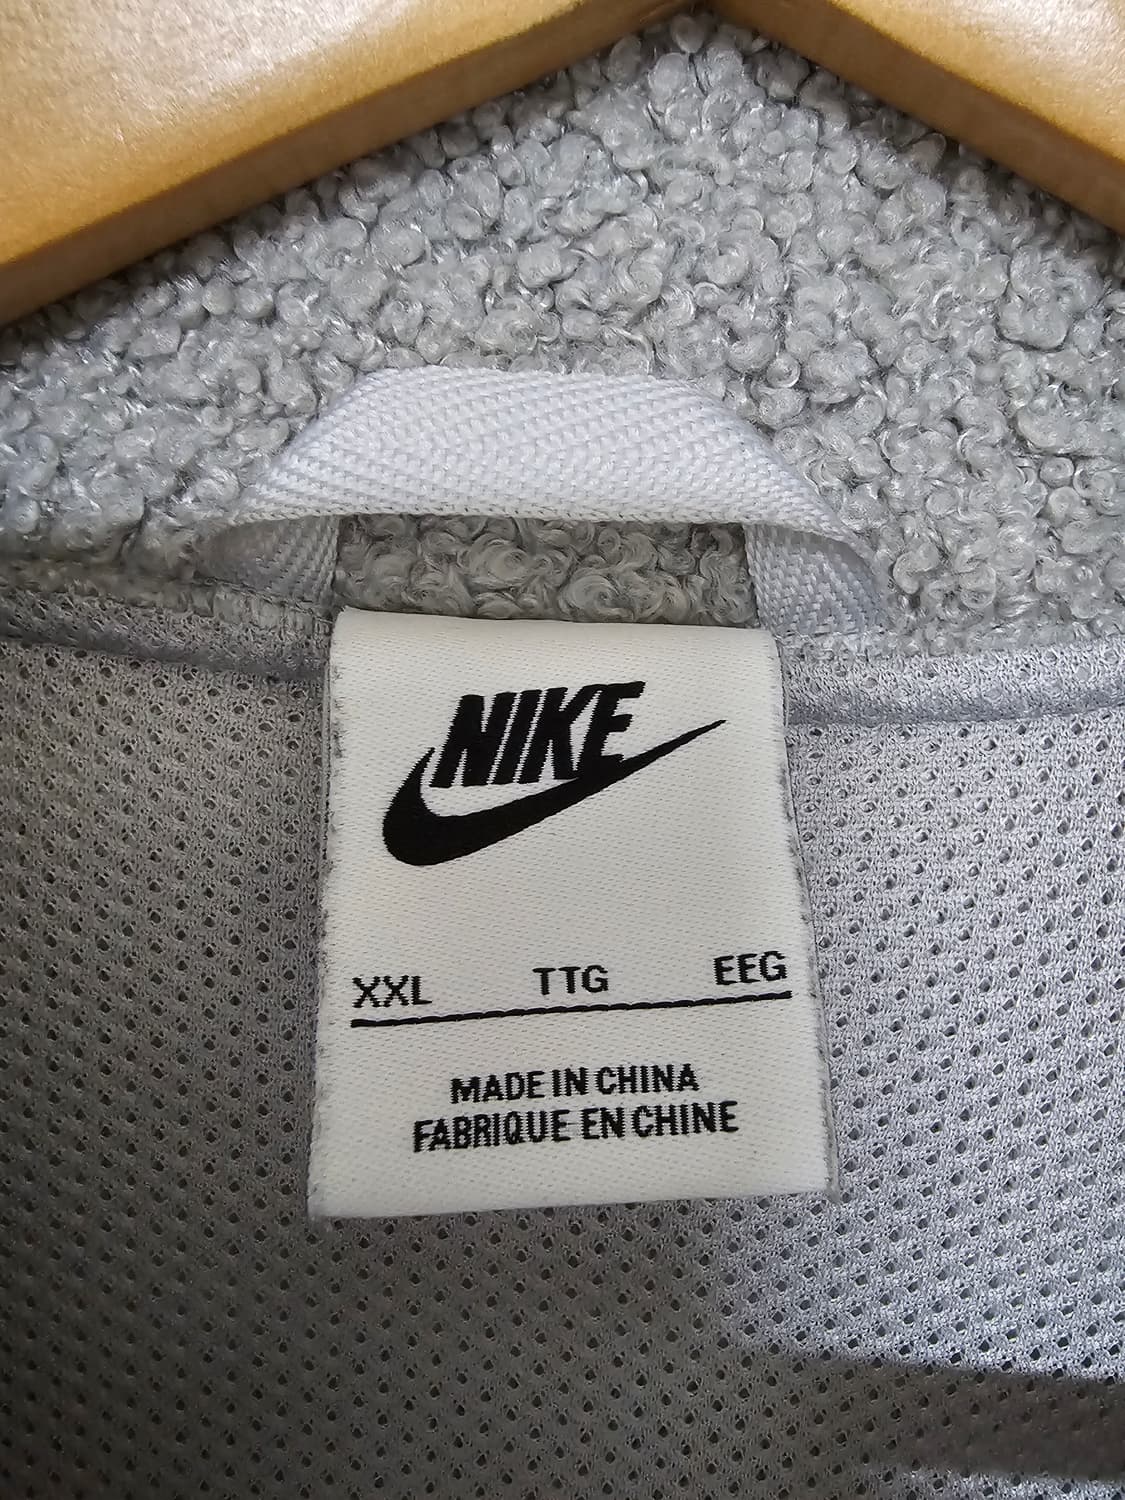 NIKE
XXL TTG EEG
MADE IN CHINA
FABRIQUE EN CHINE